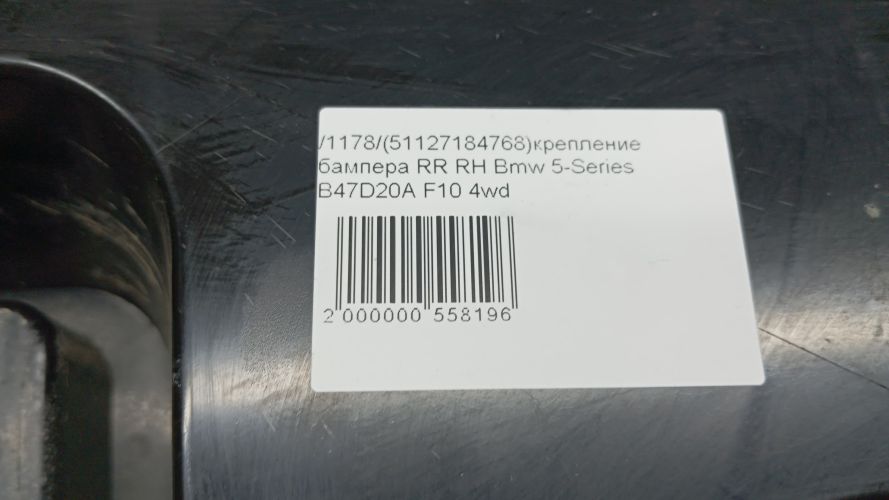 /1178/(51127184768)крепление
бампера RR RH Bmw 5-Series
B47D20A F10 4wd
2 000000 558196